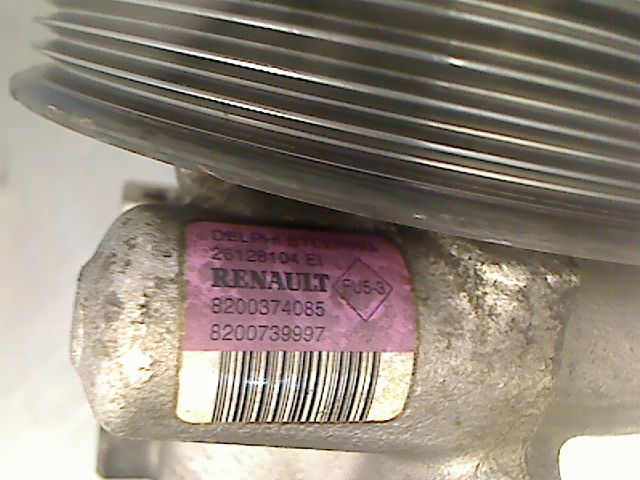 DELPHI STEERING
26128104 EI
RENAULT
FU5-3
8200374085
8200739997